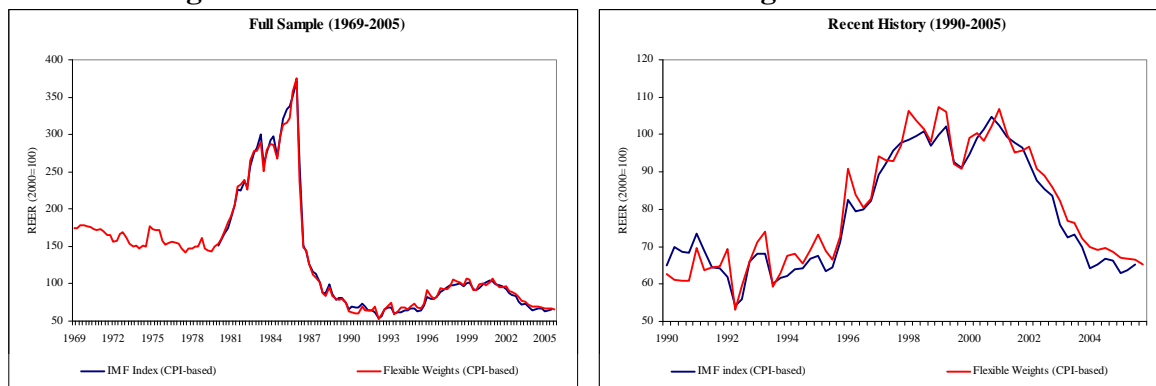 Full Sample (1969-2005)
REER (2000=100)
400
350
300
250
200
150
100
50
1969 1972 1975 1978 1981 1984 1987 1990 1993 1996 1999 2002 2005
IMF Index (CPI-based) Flexible Weights (CPI-based)
Recent History (1990-2005)
REER (2000=100)
120
110
100
90
80
70
60
50
1990 1992 1994 1996 1998 2000 2002 2004
IMF index (CPI-based) Flexible Weights (CPI-based)